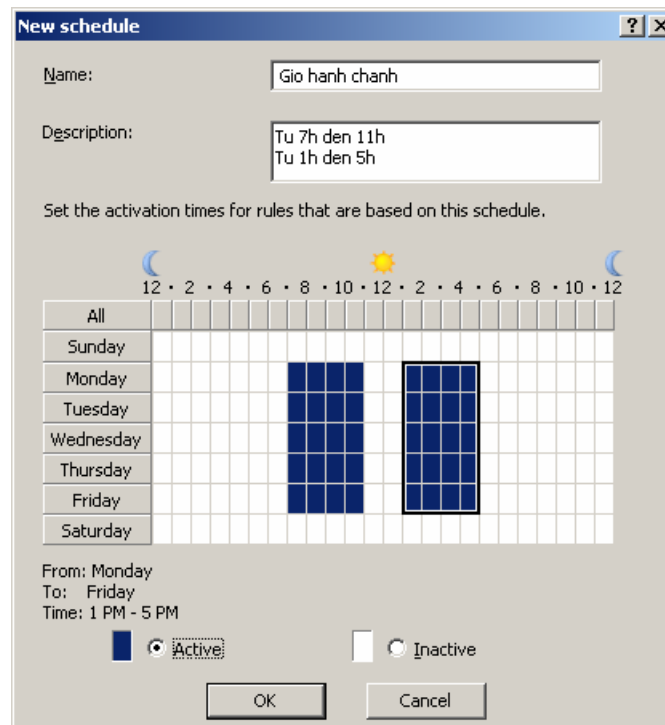 New schedule
Name:
Gio hanh chanh
Description:
Tu 7h den 11h
Tu 1h den 5h
Set the activation times for rules that are based on this schedule.
12 · 2 · 4 · 6 · 8 · 10 · 12 · 2 · 4 · 6 · 8 · 10 · 12
All
Sunday
Monday
Tuesday
Wednesday
Thursday
Friday
Saturday
From: Monday
To: Friday
Time: 1 PM - 5 PM
Active
Inactive
OK
Cancel